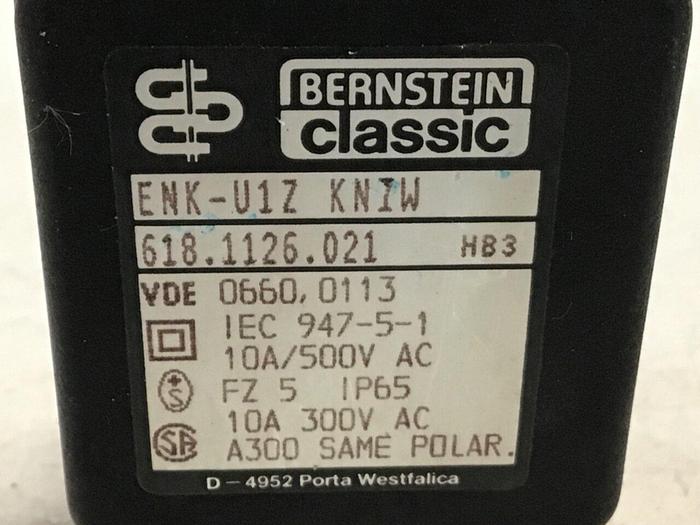 BERNSTEIN
classic
ENK-U1Z KNIW
618.1126.021 HB3
VDE 0660,0113
IEC 947-5-1
10A/500V AC
+S FZ 5 IP65
10A 300V AC
SA A300 SAME POLAR.
D-4952 Porta Westfalica